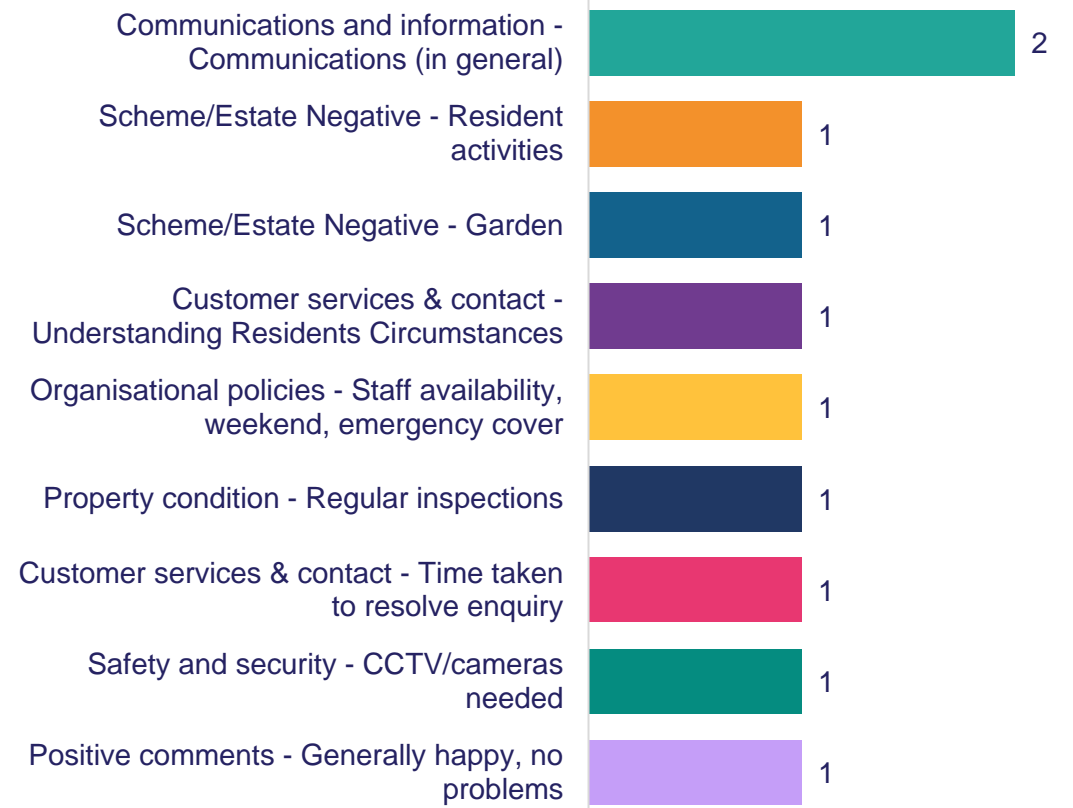 Communications and information -
Communications (in general)
2
Scheme/Estate Negative - Resident
activities
1
Scheme/Estate Negative - Garden
1
Customer services & contact -
Understanding Residents Circumstances
1
Organisational policies - Staff availability,
weekend, emergency cover
1
Property condition - Regular inspections
1
Customer services & contact - Time taken
to resolve enquiry
1
Safety and security - CCTV/cameras
needed
1
Positive comments - Generally happy, no
problems
1